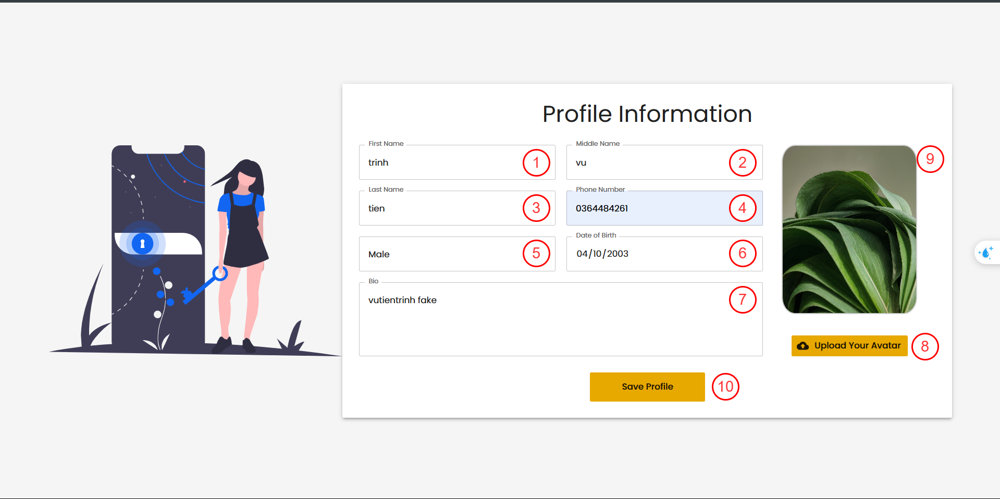 Profile Information
First Name
trinh
1
Middle Name
vu
2
9
Last Name
tien
3
Phone Number
0364484261
4
Male
5
Date of Birth
04/10/2003
6
Bio
vutientrinh fake
7
Upload Your Avatar
8
Save Profile
10